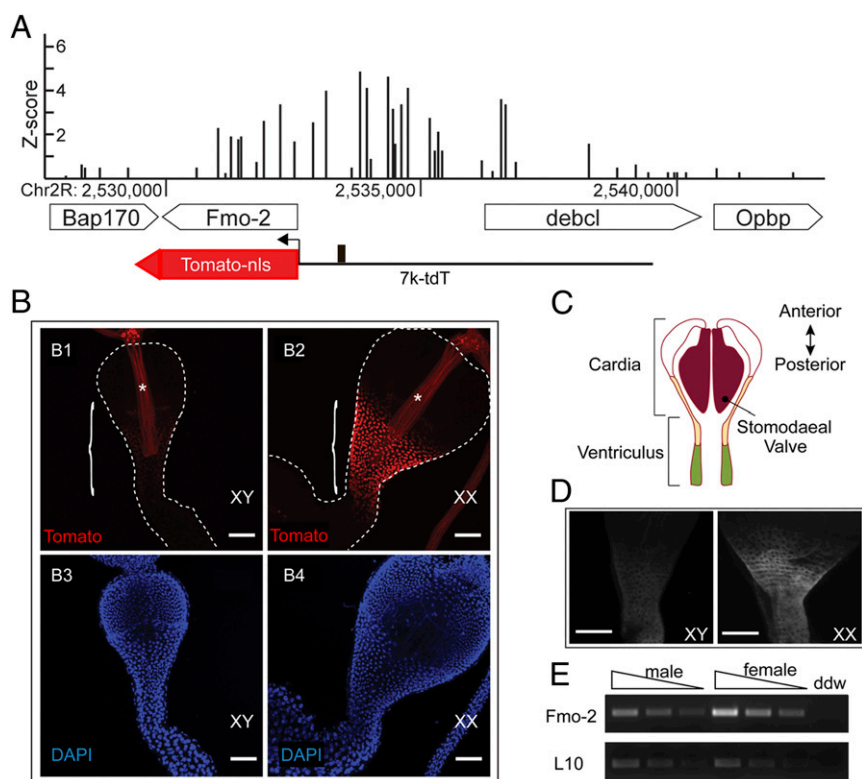 A
6
4
2
Z-score
Chr2R: 2,530,000 2,535,000 2,540,000
Bap170 Fmo-2 debcl Opbp
Tomato-nls
7k-tdT
B
B1
*
XY
Tomato
B2
*
XX
Tomato
B3
XY
DAPI
B4
XX
DAPI
C
Anterior
Posterior
Cardia
Stomodaeal
Valve
Ventriculus
D
XY
XX
E
male female ddw
Fmo-2
L10